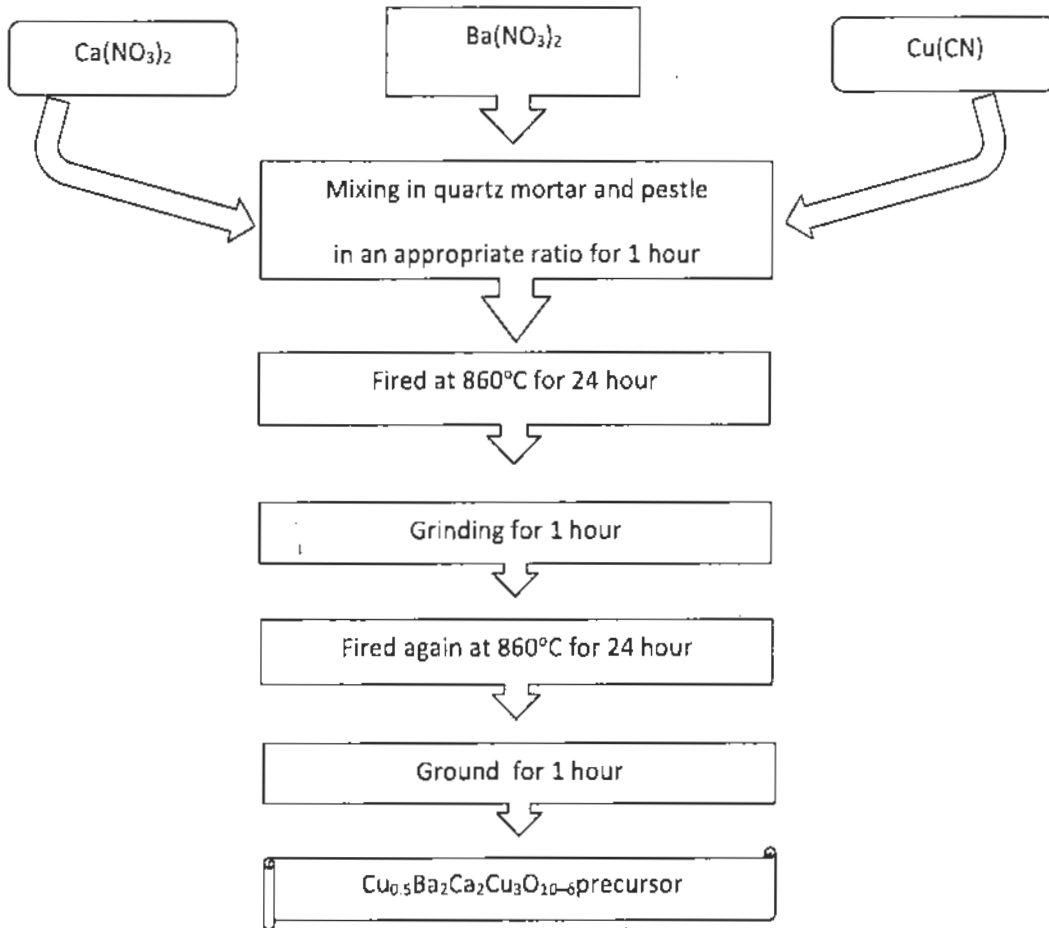 Ca(NO₃)₂
Ba(NO₃)₂
Cu(CN)
Mixing in quartz mortar and pestle
in an appropriate ratio for 1 hour
Fired at 860°C for 24 hour
Grinding for 1 hour
Fired again at 860°C for 24 hour
Ground for 1 hour
Cu₀.₅Ba₂Ca₂Cu₃O₁₀₋δprecursor